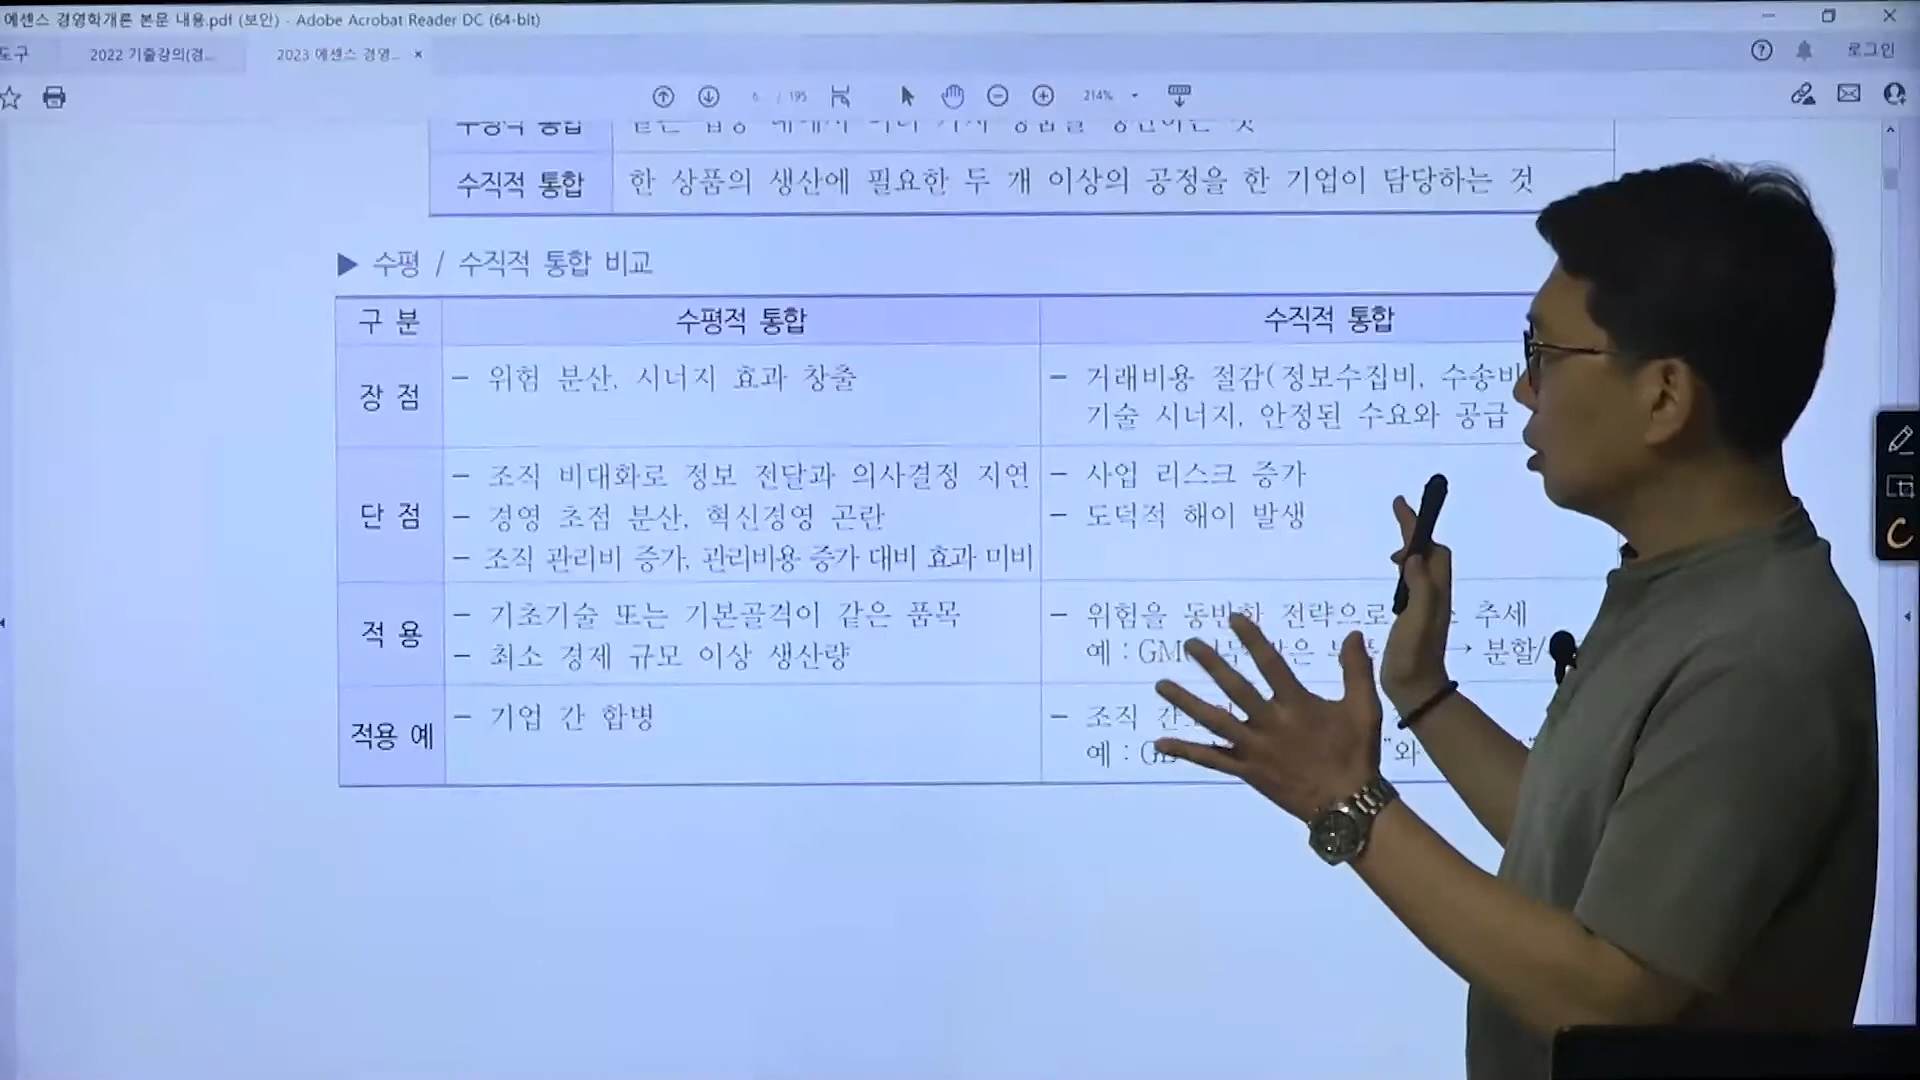 에센스 경영학개론 본문 내용.pdf (보안) - Adobe Acrobat Reader DC (64-bit)
도구
2022 기출강의(경...
2023 에센스 경영...
로그인
6 / 195
214%
수평적 통합
수직적 통합 한 상품의 생산에 필요한 두 개 이상의 공정을 한 기업이 담당하는 것
▶ 수평 / 수직적 통합 비교
구 분 수평적 통합 수직적 통합
장 점
- 위험 분산, 시너지 효과 창출
- 거래비용 절감(정보수집비, 수송비
기술 시너지, 안정된 수요와 공급
단 점
- 조직 비대화로 정보 전달과 의사결정 지연
- 경영 초점 분산, 혁신경영 곤란
- 조직 관리비 증가, 관리비용 증가 대비 효과 미비
- 사업 리스크 증가
- 도덕적 해이 발생
적 용
- 기초기술 또는 기본골격이 같은 품목
- 최소 경제 규모 이상 생산량
- 위험을 동반한 전략으로 추세
예 : GM → 분할/
적용 예
- 기업 간 합병
- 조직 간
예 : "와